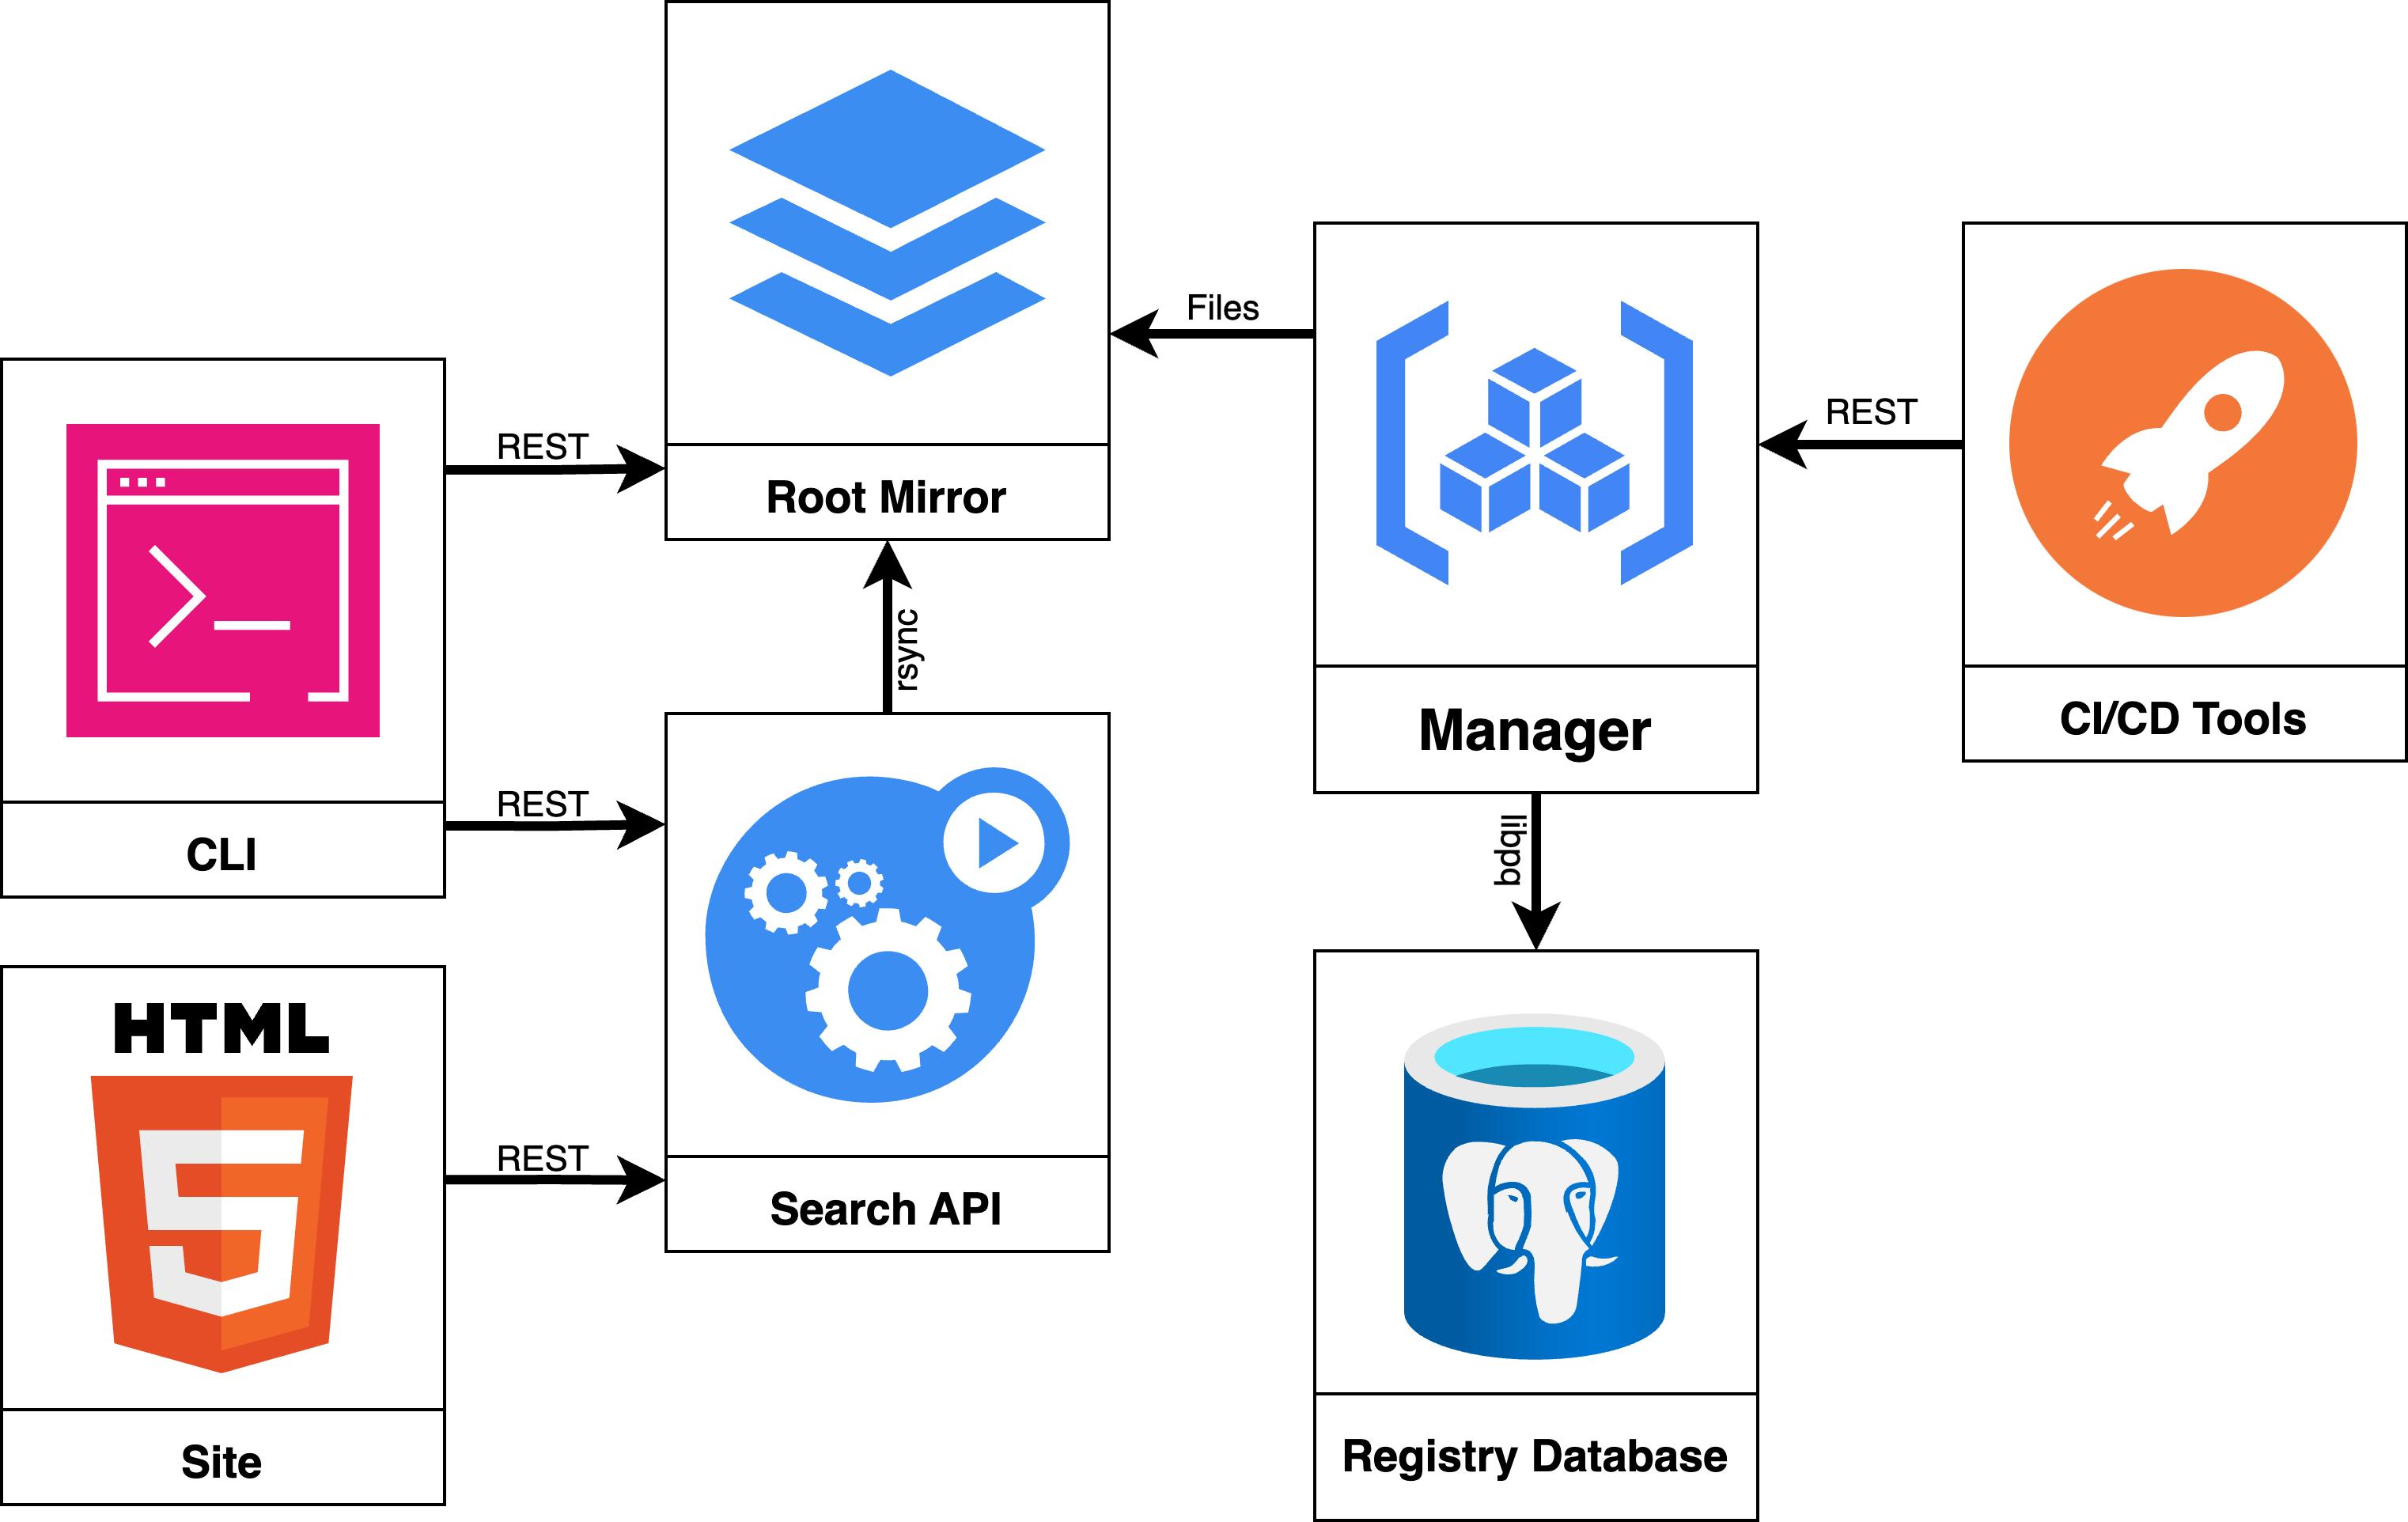 Root Mirror
Files
Manager
REST
CI/CD Tools
REST
CLI
REST
rsync
Search API
libpq
HTML
Site
REST
Registry Database